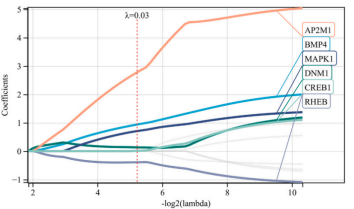 λ=0.03
5
4
3
2
1
0
−1
Coefficients
AP2M1
BMP4
MAPK1
DNM1
CREB1
RHEB
2
4
6
8
10
-log2(lambda)